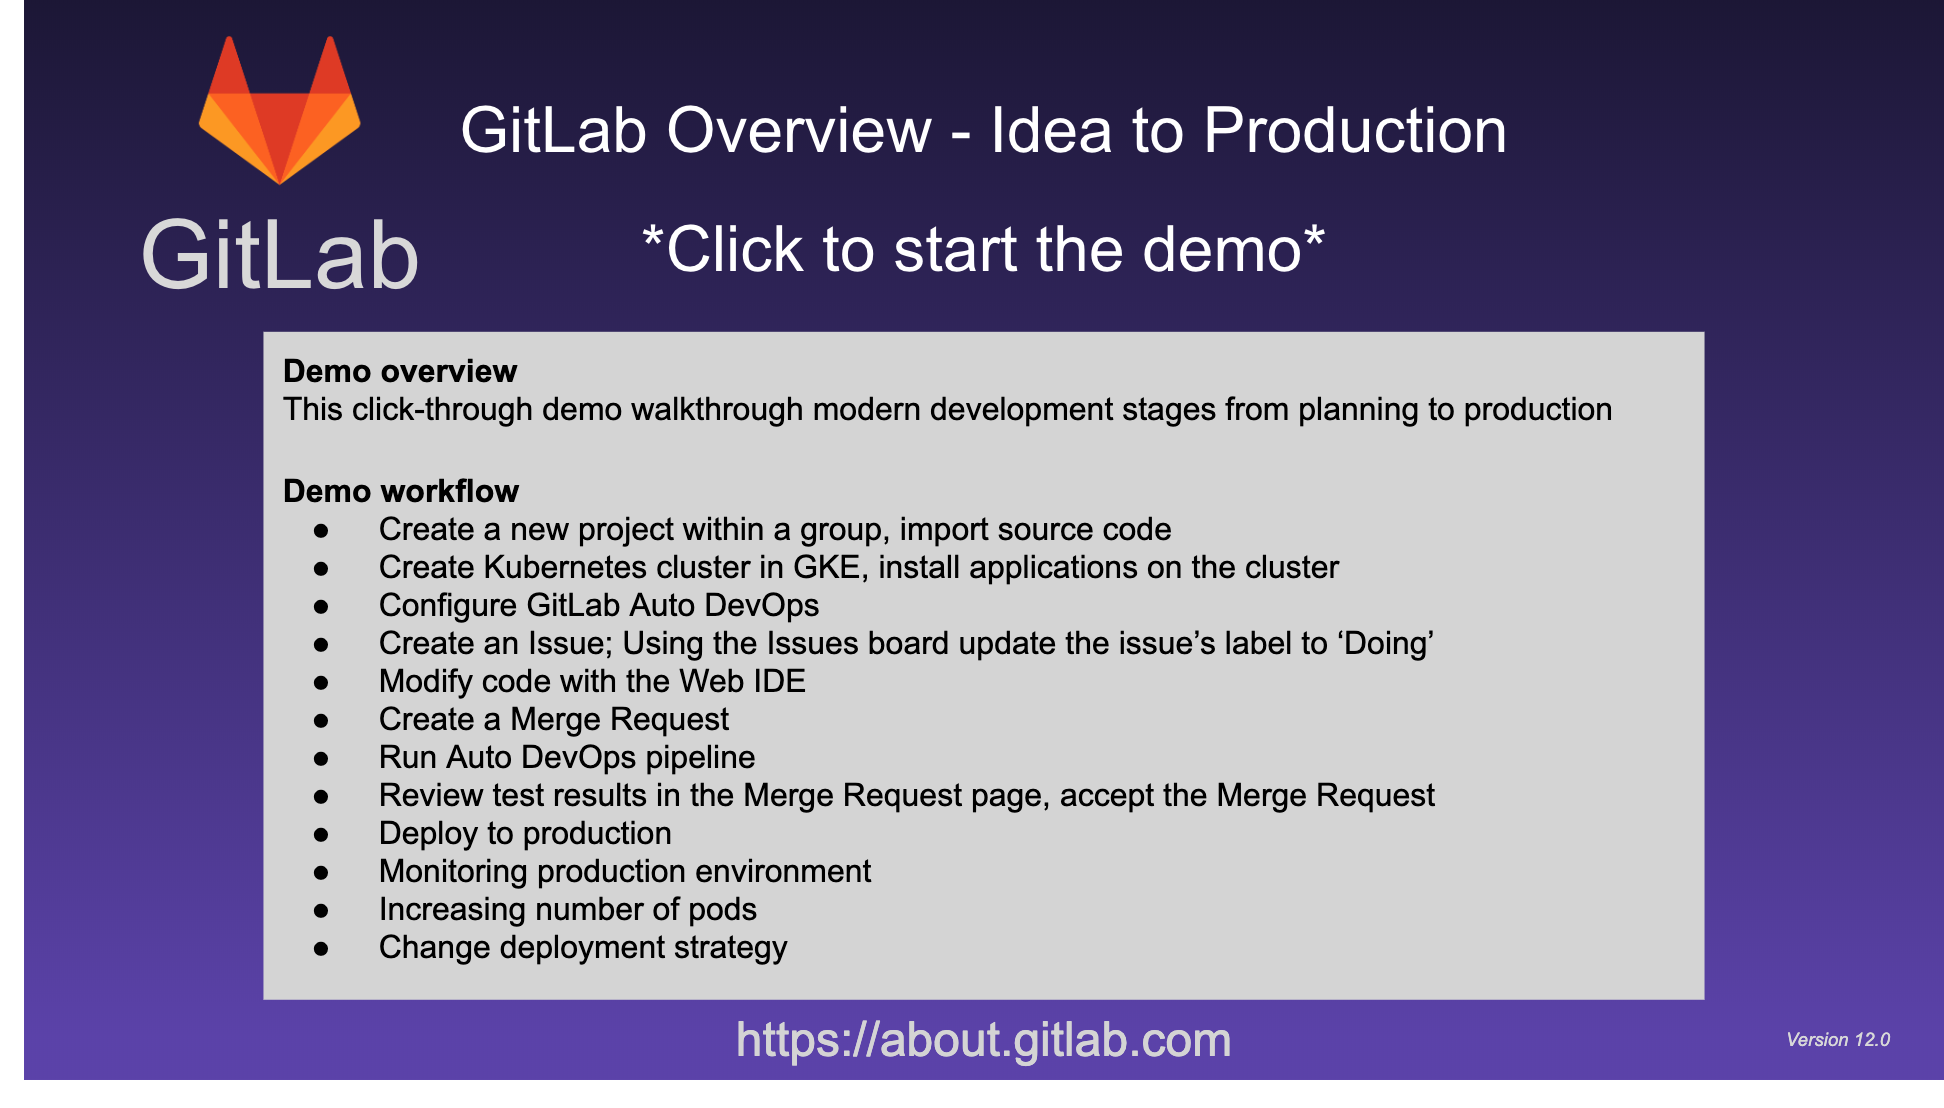 GitLab
GitLab Overview - Idea to Production
*Click to start the demo*
Demo overview
This click-through demo walkthrough modern development stages from planning to production
Demo workflow
● Create a new project within a group, import source code
● Create Kubernetes cluster in GKE, install applications on the cluster
● Configure GitLab Auto DevOps
● Create an Issue; Using the Issues board update the issue’s label to ‘Doing’
● Modify code with the Web IDE
● Create a Merge Request
● Run Auto DevOps pipeline
● Review test results in the Merge Request page, accept the Merge Request
● Deploy to production
● Monitoring production environment
● Increasing number of pods
● Change deployment strategy
https://about.gitlab.com
Version 12.0